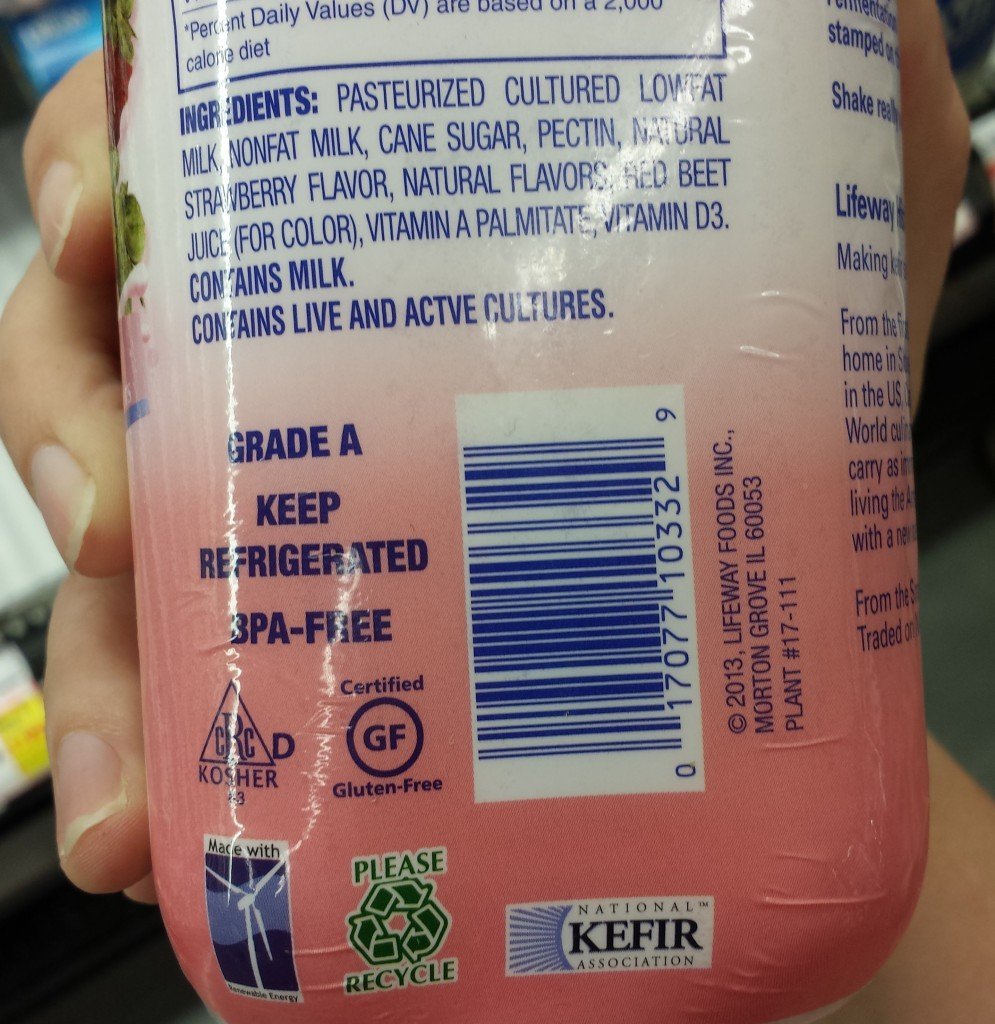 *Percent Daily Values (DV) are based on a 2,000
calorie diet
INGREDIENTS: PASTEURIZED CULTURED LOWFAT
MILK, NONFAT MILK, CANE SUGAR, PECTIN, NATURAL
STRAWBERRY FLAVOR, NATURAL FLAVORS, RED BEET
JUICE (FOR COLOR), VITAMIN A PALMITATE, VITAMIN D3.
CONTAINS MILK.
CONTAINS LIVE AND ACTVE CULTURES.
GRADE A
KEEP
REFRIGERATED
BPA-FREE
CRC D
KOSHER
Certified
GF
Gluten-Free
0 17077 10332 9
© 2013, LIFEWAY FOODS INC.,
MORTON GROVE IL 60053
PLANT #17-111
Made with
Renewable Energy
PLEASE
RECYCLE
NATIONAL™
KEFIR
ASSOCIATION
stamped on
Shake
Lifeway
Making
From the
home in
in the US,
World
carry as
living the
with a new
From the
Traded on